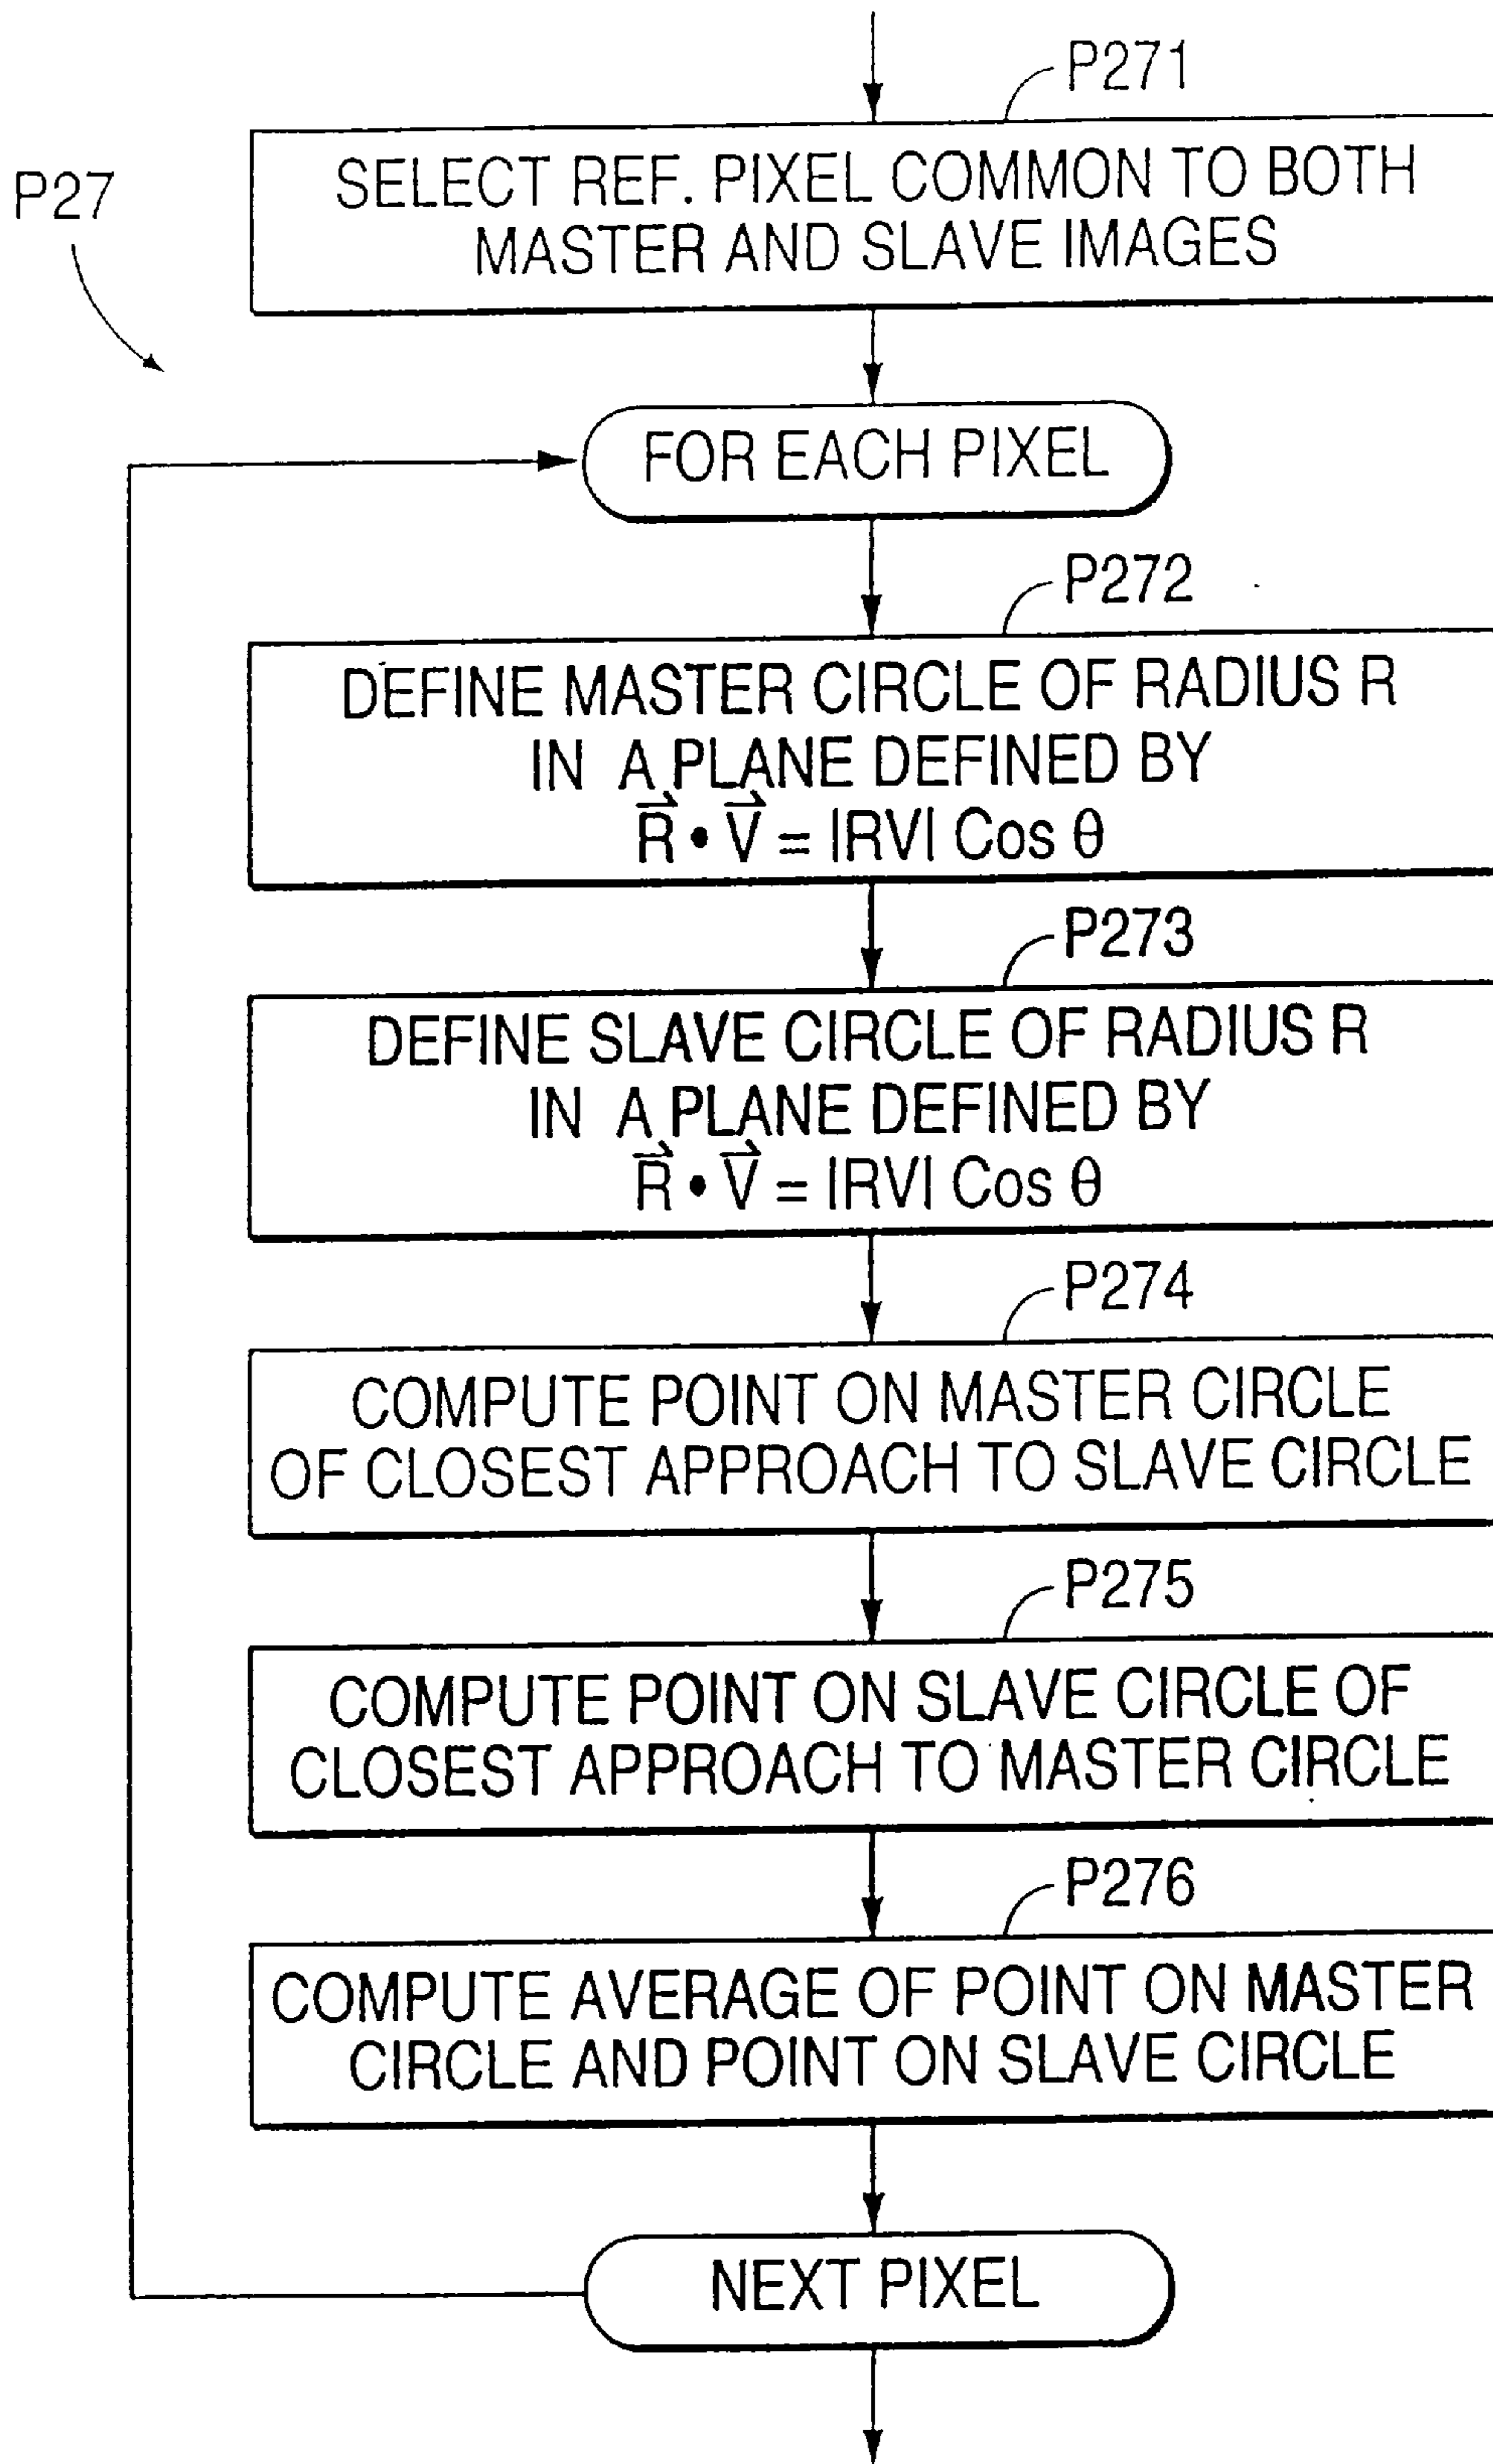 P271
SELECT REF. PIXEL COMMON TO BOTH
MASTER AND SLAVE IMAGES
P27
FOR EACH PIXEL
P272
DEFINE MASTER CIRCLE OF RADIUS R
IN A PLANE DEFINED BY
R⃗ • V⃗ = |RV| Cos θ
P273
DEFINE SLAVE CIRCLE OF RADIUS R
IN A PLANE DEFINED BY
R⃗ • V⃗ = |RV| Cos θ
P274
COMPUTE POINT ON MASTER CIRCLE
OF CLOSEST APPROACH TO SLAVE CIRCLE
P275
COMPUTE POINT ON SLAVE CIRCLE OF
CLOSEST APPROACH TO MASTER CIRCLE
P276
COMPUTE AVERAGE OF POINT ON MASTER
CIRCLE AND POINT ON SLAVE CIRCLE
NEXT PIXEL